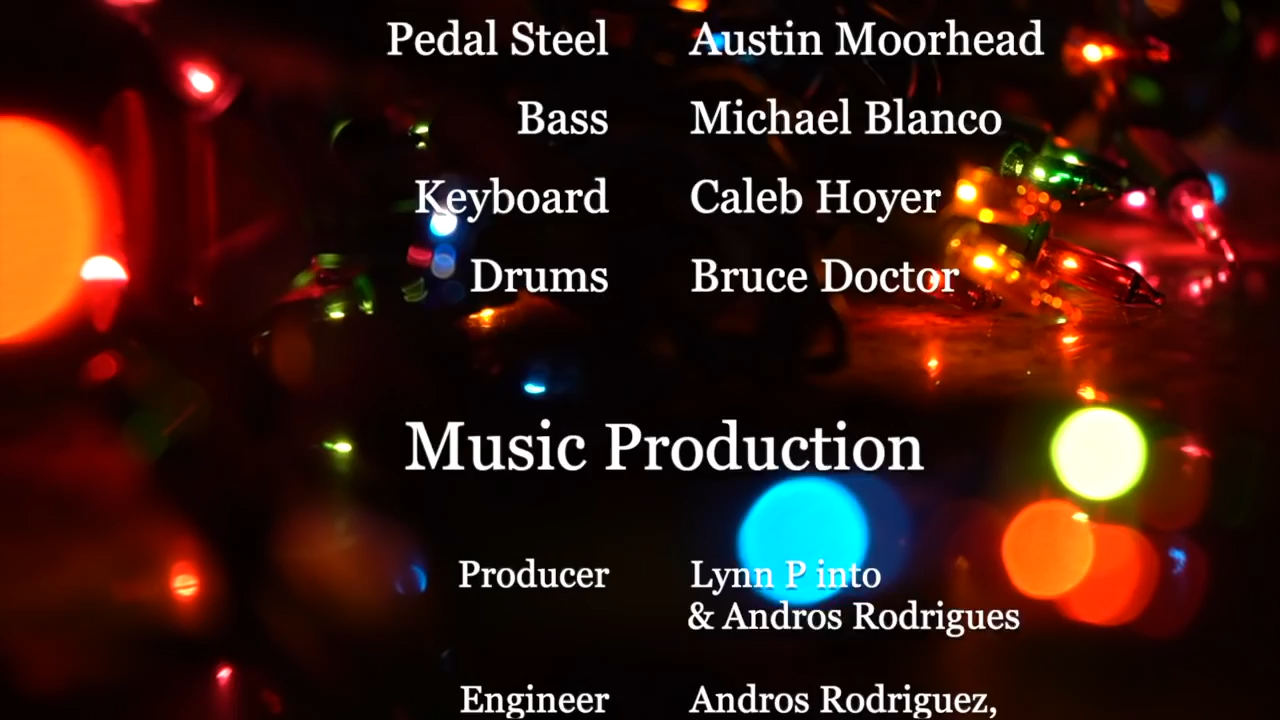 Pedal Steel Austin Moorhead
Bass Michael Blanco
Keyboard Caleb Hoyer
Drums Bruce Doctor
Music Production
Producer Lynn P into
& Andros Rodrigues
Engineer Andros Rodriguez,